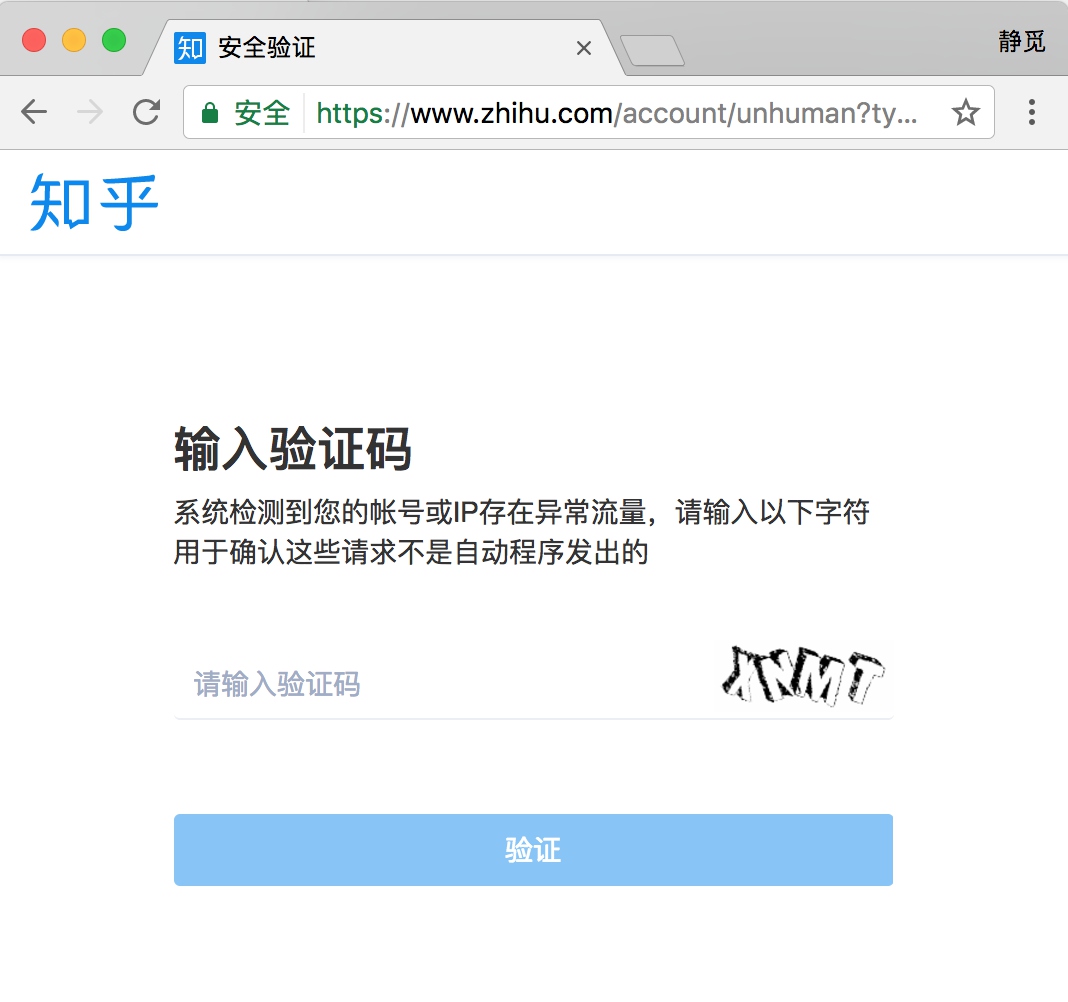 知 安全验证
静觅
安全 https://www.zhihu.com/account/unhuman?ty...
知乎
输入验证码
系统检测到您的帐号或IP存在异常流量，请输入以下字符
用于确认这些请求不是自动程序发出的
请输入验证码 XNMT
验证